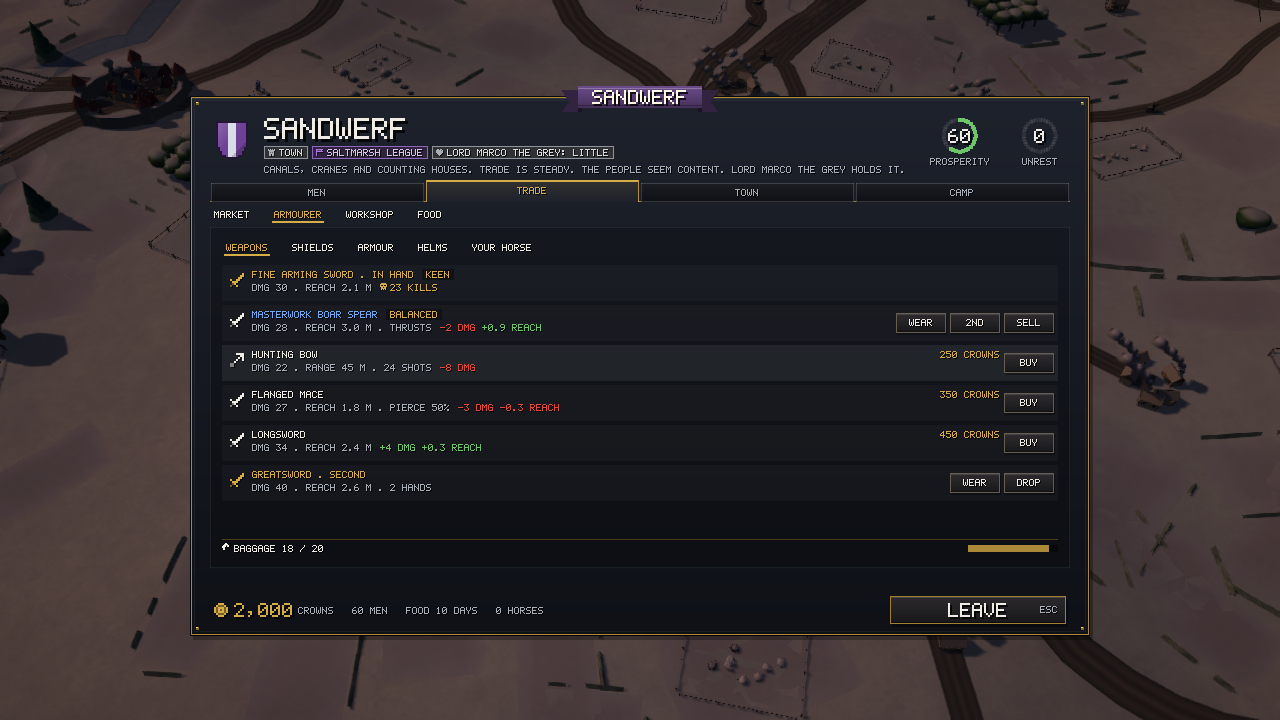 SANDWERF
SANDWERF
TOWN SALTMARSH LEAGUE LORD MARCO THE GREY: LITTLE
CANALS, CRANES AND COUNTING HOUSES. TRADE IS STEADY. THE PEOPLE SEEM CONTENT. LORD MARCO THE GREY HOLDS IT.
60 PROSPERITY
0 UNREST
MEN TRADE TOWN CAMP
MARKET ARMOURER WORKSHOP FOOD
WEAPONS SHIELDS ARMOUR HELMS YOUR HORSE
FINE ARMING SWORD . IN HAND KEEN
DMG 30 . REACH 2.1 M 23 KILLS
MASTERWORK BOAR SPEAR BALANCED
DMG 28 . REACH 3.0 M . THRUSTS -2 DMG +0.9 REACH
WEAR 2ND SELL
HUNTING BOW
DMG 22 . RANGE 45 M . 24 SHOTS -8 DMG
250 CROWNS BUY
FLANGED MACE
DMG 27 . REACH 1.8 M . PIERCE 50% -3 DMG -0.3 REACH
350 CROWNS BUY
LONGSWORD
DMG 34 . REACH 2.4 M +4 DMG +0.3 REACH
450 CROWNS BUY
GREATSWORD . SECOND
DMG 40 . REACH 2.6 M . 2 HANDS
WEAR DROP
BAGGAGE 18 / 20
2,000 CROWNS 60 MEN FOOD 10 DAYS 0 HORSES
LEAVE ESC